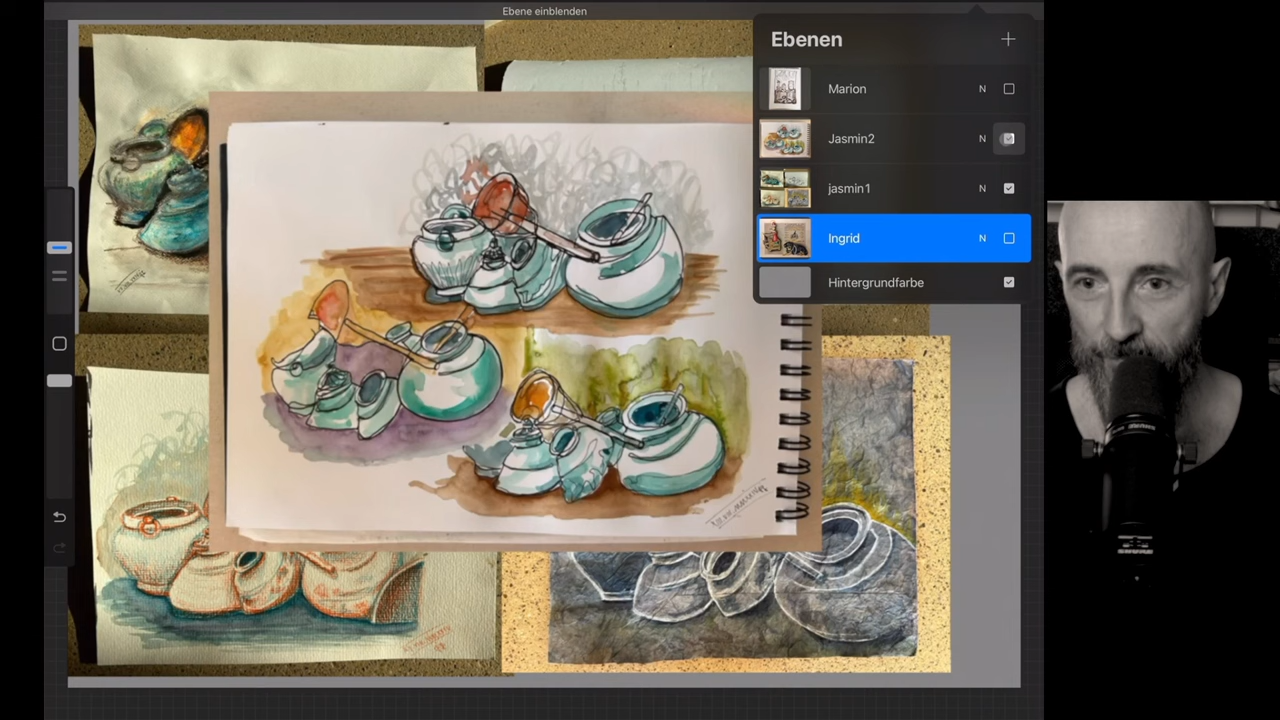 Ebene einblenden
Ebenen
Marion N
Jasmin2 N
jasmin1 N
Ingrid N
Hintergrundfarbe